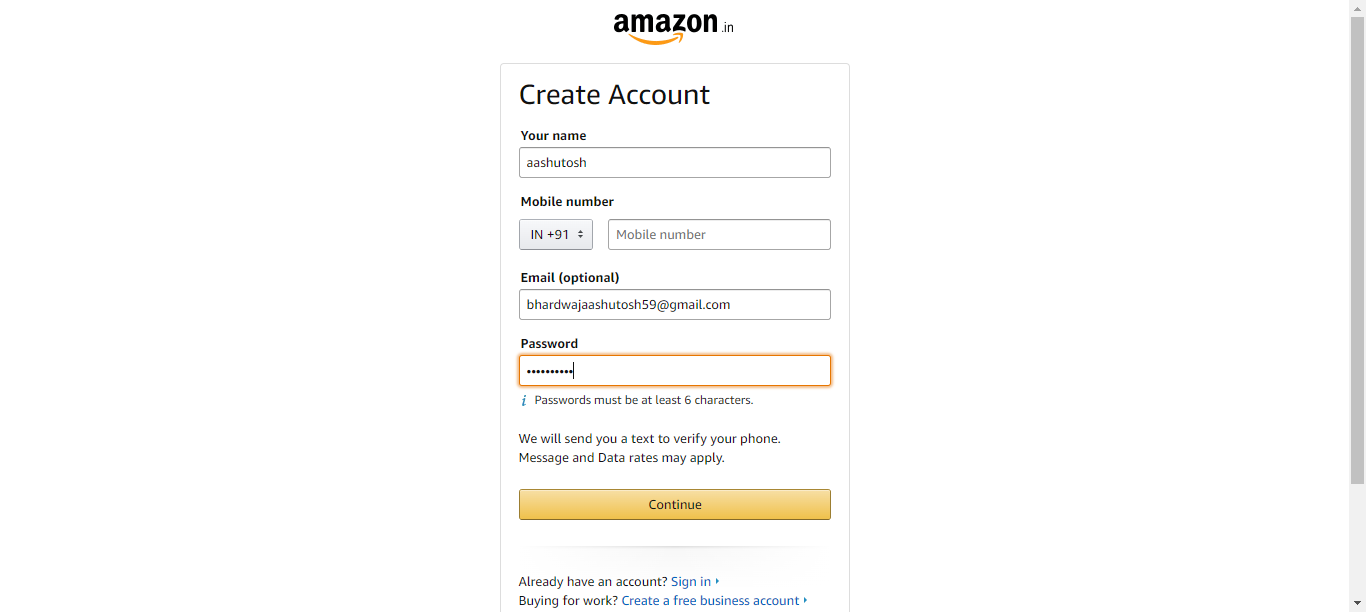 amazon.in
Create Account
Your name
aashutosh
Mobile number
IN +91 Mobile number
Email (optional)
bhardwajaashutosh59@gmail.com
Password
••••••••••
i Passwords must be at least 6 characters.
We will send you a text to verify your phone.
Message and Data rates may apply.
Continue
Already have an account? Sign in
Buying for work? Create a free business account